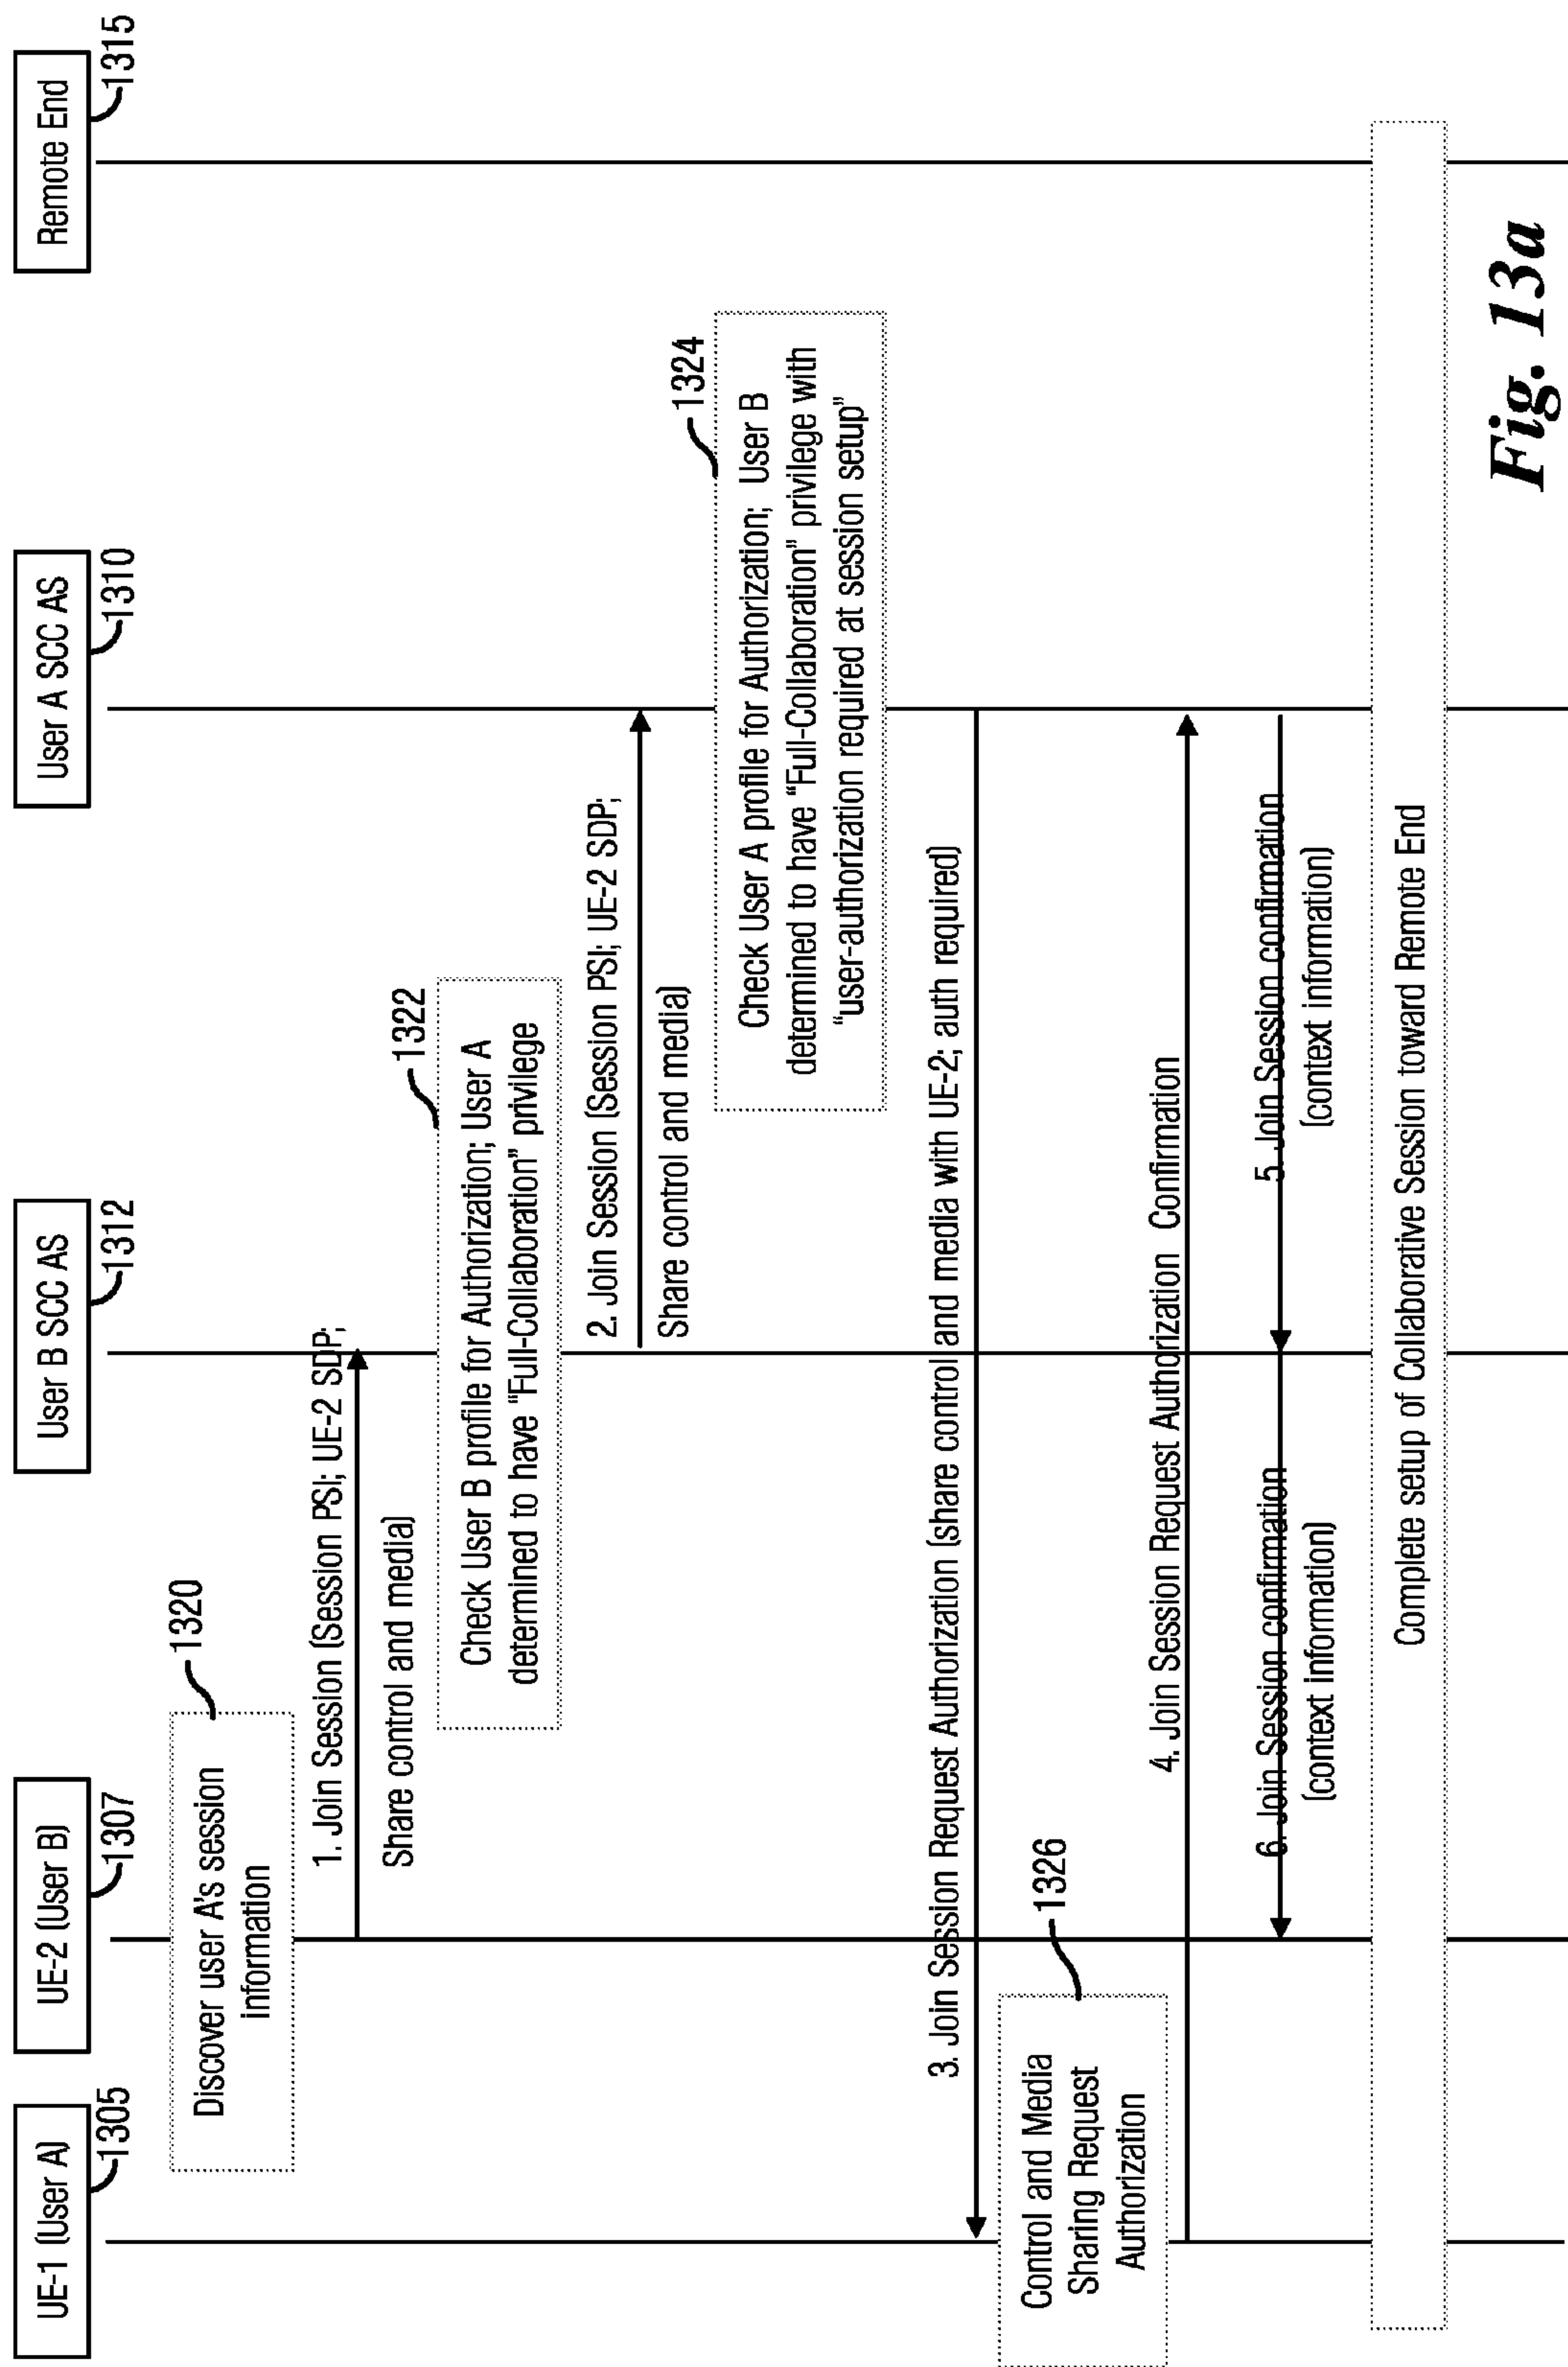 UE-1 (User A)
1305
UE-2 (User B)
1307
User B SCC AS
1312
User A SCC AS
1310
Remote End
1315
Discover user A's session
information
1320
1. Join Session (Session PSI; UE-2 SDP;
Share control and media)
Check User B profile for Authorization; User A
determined to have "Full-Collaboration" privilege
1322
2. Join Session (Session PSI; UE-2 SDP;
Share control and media)
Check User A profile for Authorization; User B
determined to have "Full-Collaboration" privilege with
"user-authorization required at session setup"
1324
3. Join Session Request Authorization (share control and media with UE-2; auth required)
Control and Media
Sharing Request
Authorization
1326
4. Join Session Request Authorization Confirmation
5. Join Session confirmation
(context information)
6. Join Session confirmation
(context information)
Complete setup of Collaborative Session toward Remote End
Fig. 13a